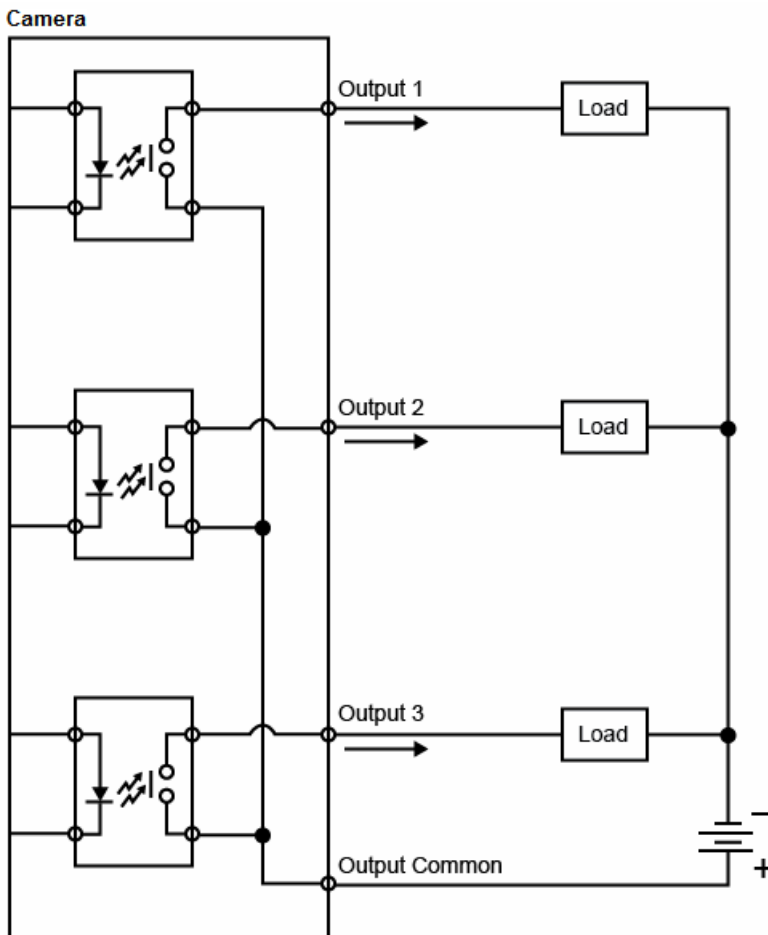 Camera
Output 1
Load
Output 2
Load
Output 3
Load
−
Output Common
+